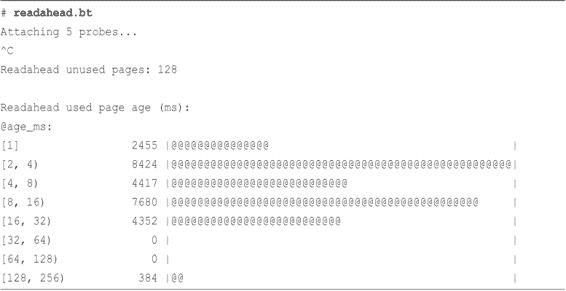 # readahead.bt
Attaching 5 probes...
^C
Readahead unused pages: 128

Readahead used page age (ms):
@age_ms:
[1]                 2455 |@@@@@@@@@@@@@@@                                     |
[2, 4)              8424 |@@@@@@@@@@@@@@@@@@@@@@@@@@@@@@@@@@@@@@@@@@@@@@@@@@@@|
[4, 8)              4417 |@@@@@@@@@@@@@@@@@@@@@@@@@@@                         |
[8, 16)             7680 |@@@@@@@@@@@@@@@@@@@@@@@@@@@@@@@@@@@@@@@@@@@@@@@     |
[16, 32)            4352 |@@@@@@@@@@@@@@@@@@@@@@@@@@                          |
[32, 64)               0 |                                                    |
[64, 128)              0 |                                                    |
[128, 256)           384 |@@                                                  |